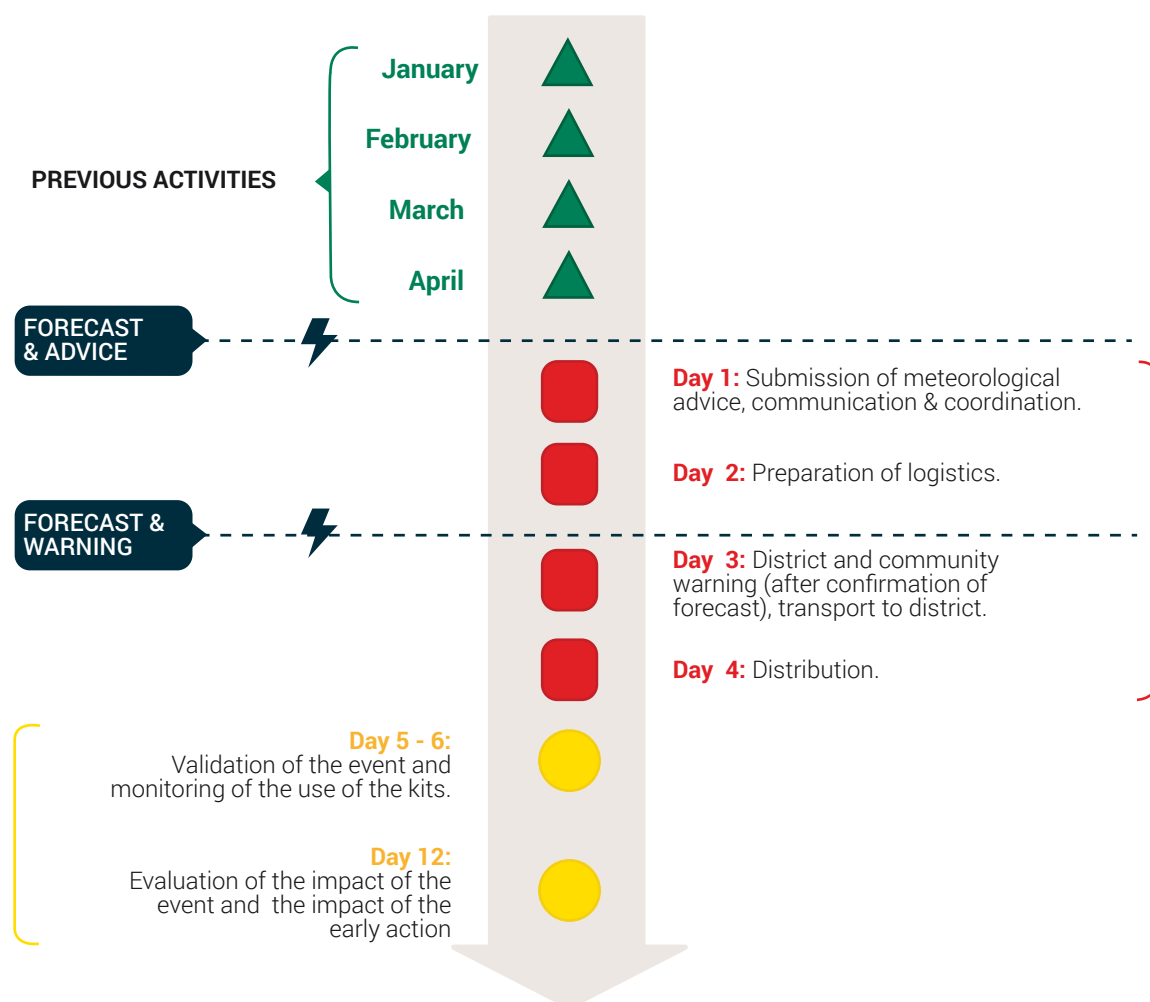 January
February
PREVIOUS ACTIVITIES
March
April
FORECAST
& ADVICE
Day 1: Submission of meteorological
advice, communication & coordination.
Day 2: Preparation of logistics.
FORECAST &
WARNING
Day 3: District and community
warning (after confirmation of
forecast), transport to district.
Day 4: Distribution.
Day 5 - 6:
Validation of the event and
monitoring of the use of the kits.
Day 12:
Evaluation of the impact of the
event and the impact of the
early action